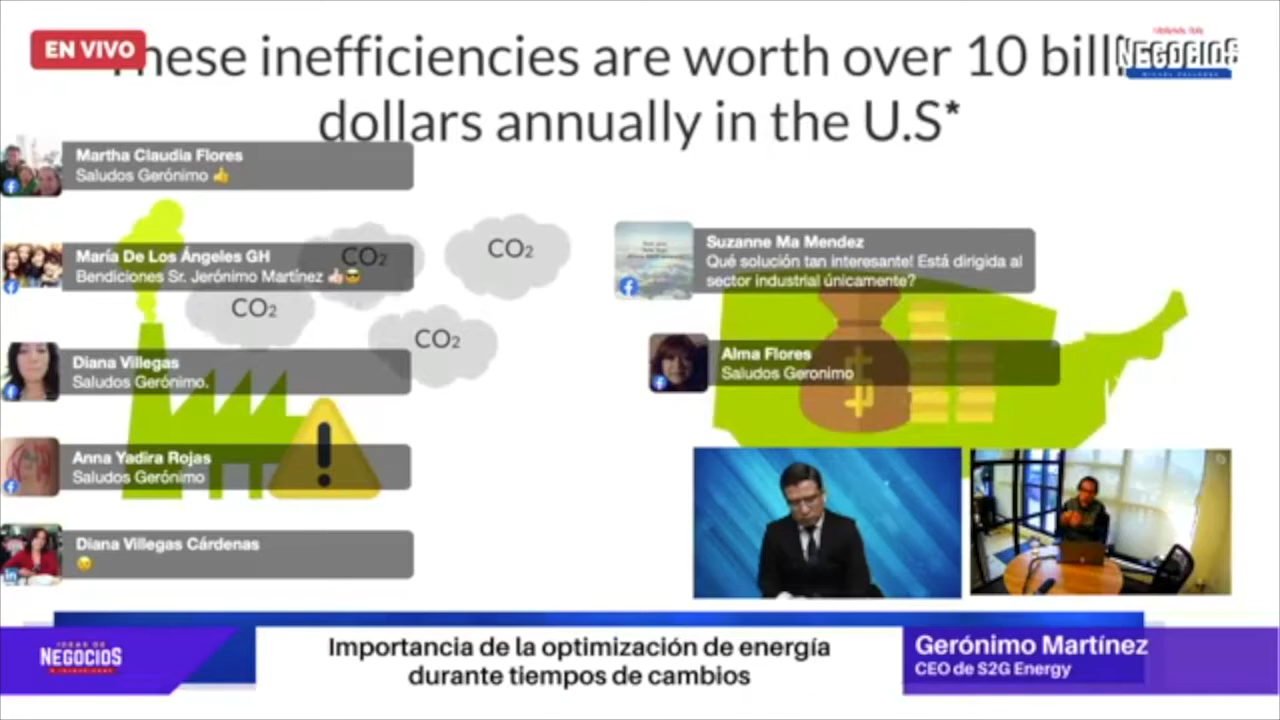 EN VIVO
hese inefficiencies are worth over 10 bill
NEGOCIOS
dollars annually in the U.S*
Martha Claudia Flores
Saludos Gerónimo 👍
María De Los Ángeles GH
Bendiciones Sr. Jerónimo Martínez 👍😎
Diana Villegas
Saludos Gerónimo.
Anna Yadira Rojas
Saludos Gerónimo
Diana Villegas Cárdenas
CO₂
CO₂
CO₂
CO₂
Suzanne Ma Mendez
Qué solución tan interesante! Está dirigida al
sector industrial únicamente?
Alma Flores
Saludos Geronimo
IDEAS DE
NEGOCIOS
Importancia de la optimización de energía
durante tiempos de cambios
Gerónimo Martínez
CEO de S2G Energy